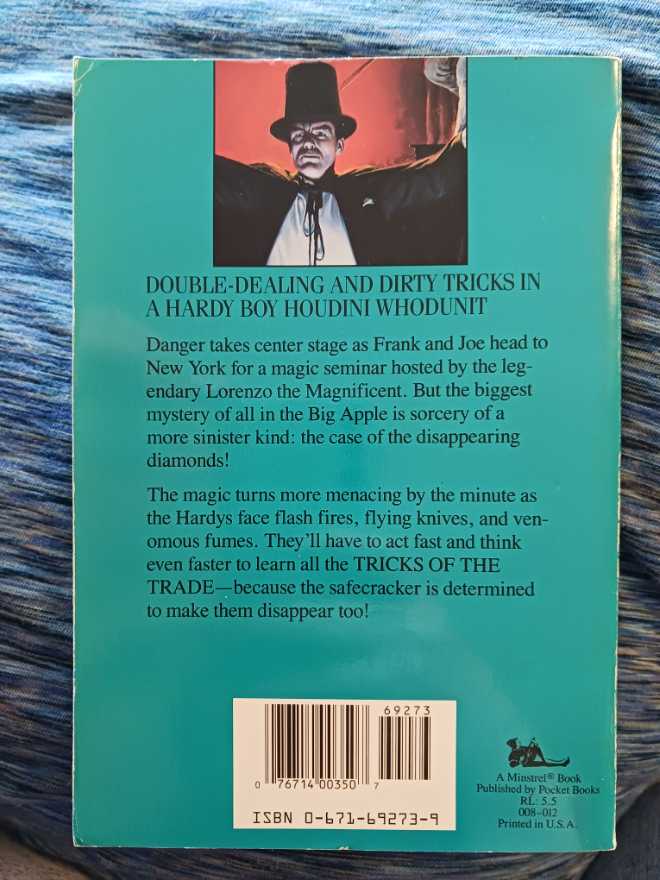 DOUBLE-DEALING AND DIRTY TRICKS IN
A HARDY BOY HOUDINI WHODUNIT
Danger takes center stage as Frank and Joe head to
New York for a magic seminar hosted by the leg-
endary Lorenzo the Magnificent. But the biggest
mystery of all in the Big Apple is sorcery of a
more sinister kind: the case of the disappearing
diamonds!
The magic turns more menacing by the minute as
the Hardys face flash fires, flying knives, and ven-
omous fumes. They'll have to act fast and think
even faster to learn all the TRICKS OF THE
TRADE—because the safecracker is determined
to make them disappear too!
69273
0 76714 00350 7
ISBN 0-671-69273-9
A Minstrel® Book
Published by Pocket Books
RL: 5.5
008-012
Printed in U.S.A.